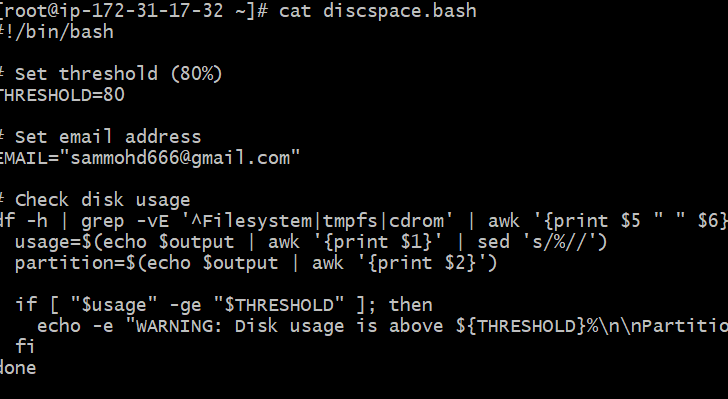 [root@ip-172-31-17-32 ~]# cat discspace.bash
#!/bin/bash
# Set threshold (80%)
THRESHOLD=80
# Set email address
EMAIL="sammohd666@gmail.com"
# Check disk usage
df -h | grep -vE '^Filesystem|tmpfs|cdrom' | awk '{print $5 " " $6}
usage=$(echo $output | awk '{print $1}' | sed 's/%//')
partition=$(echo $output | awk '{print $2}')
if [ "$usage" -ge "$THRESHOLD" ]; then
echo -e "WARNING: Disk usage is above ${THRESHOLD}%\n\nPartitio
fi
done